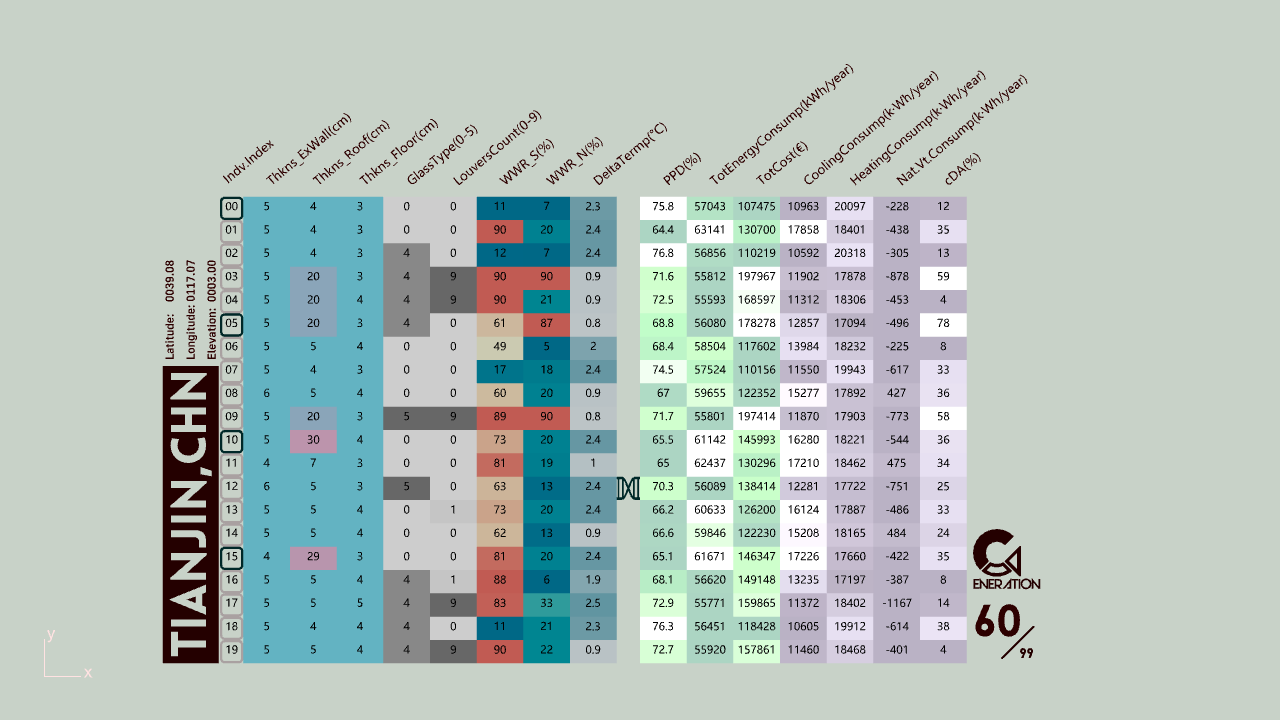 Indv.Index Thkns_ExWall(cm) Thkns_Roof(cm) Thkns_Floor(cm) GlassType(0-5) LouversCount(0-9) WWR_S(%) WWR_N(%) DeltaTermp(°C) PPD(%) TotEnergyConsump(kWh/year) TotCost(€) CoolingConsump(k·Wh/year) HeatingConsump(k·Wh/year) Nat.Vt.Consump(k·Wh/year) cDA(%)
00 5 4 3 0 0 11 7 2.3 75.8 57043 107475 10963 20097 -228 12
01 5 4 3 0 0 90 20 2.4 64.4 63141 130700 17858 18401 -438 35
02 5 4 3 4 0 12 7 2.4 76.8 56856 110219 10592 20318 -305 13
03 5 20 3 4 9 90 90 0.9 71.6 55812 197967 11902 17878 -878 59
04 5 20 4 4 9 90 21 0.9 72.5 55593 168597 11312 18306 -453 4
05 5 20 3 4 0 61 87 0.8 68.8 56080 178278 12857 17094 -496 78
06 5 5 4 0 0 49 5 2 68.4 58504 117602 13984 18232 -225 8
07 5 4 3 0 0 17 18 2.4 74.5 57524 110156 11550 19943 -617 33
08 6 5 4 0 0 60 20 0.9 67 59655 122352 15277 17892 427 36
09 5 20 3 5 9 89 90 0.8 71.7 55801 197414 11870 17903 -773 58
10 5 30 4 0 0 73 20 2.4 65.5 61142 145993 16280 18221 -544 36
11 4 7 3 0 0 81 19 1 65 62437 130296 17210 18462 475 34
12 6 5 3 5 0 63 13 2.4 70.3 56089 138414 12281 17722 -751 25
13 5 5 4 0 1 73 20 2.4 66.2 60633 126200 16124 17887 -486 33
14 5 5 4 0 0 62 13 0.9 66.6 59846 122230 15208 18165 484 24
15 4 29 3 0 0 81 20 2.4 65.1 61671 146347 17226 17660 -422 35
16 5 5 4 4 1 88 6 1.9 68.1 56620 149148 13235 17197 -387 8
17 5 5 5 4 9 83 33 2.5 72.9 55771 159865 11372 18402 -1167 14
18 5 4 4 4 0 11 21 2.3 76.3 56451 118428 10605 19912 -614 38
19 5 5 4 4 9 90 22 0.9 72.7 55920 157861 11460 18468 -401 4
Latitude: 0039.08
Longitude: 0117.07
Elevation: 0003.00
TIANJIN,CHN
ENERATION
60/99
y
x